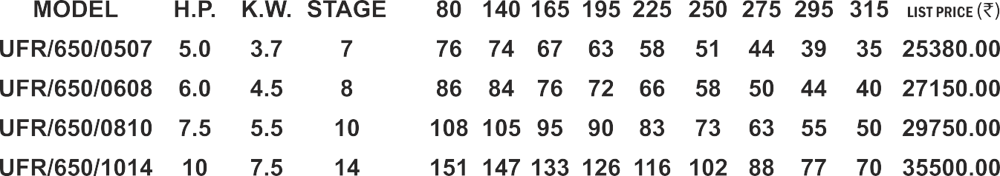 MODEL H.P. K.W. STAGE 80 140 165 195 225 250 275 295 315 LIST PRICE (₹)
UFR/650/0507 5.0 3.7 7 76 74 67 63 58 51 44 39 35 25380.00
UFR/650/0608 6.0 4.5 8 86 84 76 72 66 58 50 44 40 27150.00
UFR/650/0810 7.5 5.5 10 108 105 95 90 83 73 63 55 50 29750.00
UFR/650/1014 10 7.5 14 151 147 133 126 116 102 88 77 70 35500.00